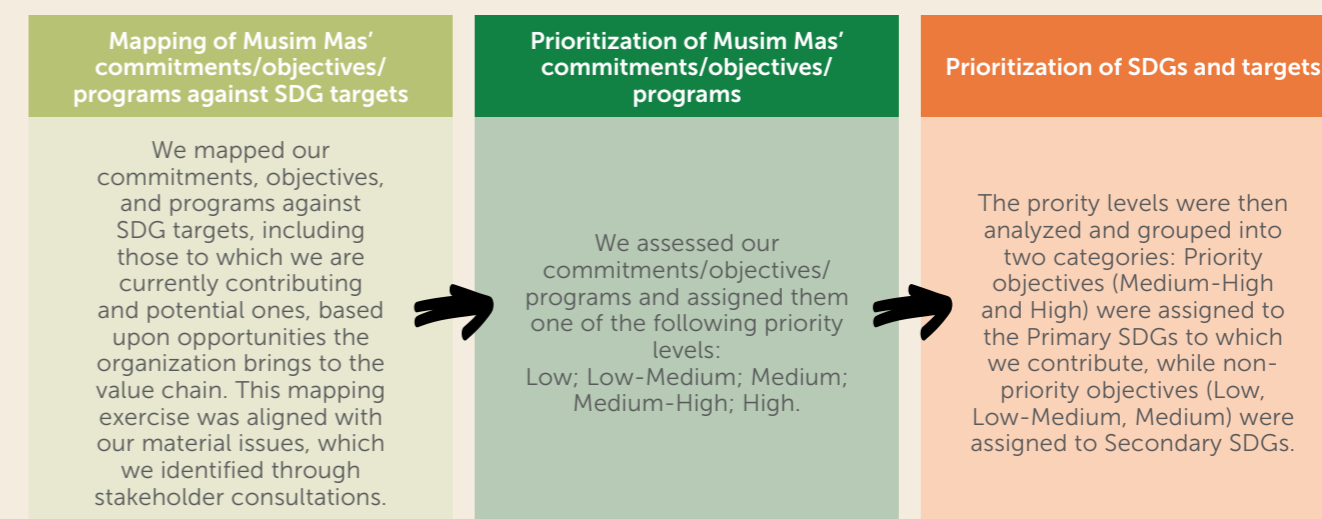 Mapping of Musim Mas’
commitments/objectives/
programs against SDG targets
We mapped our
commitments, objectives,
and programs against
SDG targets, including
those to which we are
currently contributing
and potential ones, based
upon opportunities the
organization brings to the
value chain. This mapping
exercise was aligned with
our material issues, which
we identified through
stakeholder consultations.
Prioritization of Musim Mas’
commitments/objectives/
programs
We assessed our
commitments/objectives/
programs and assigned them
one of the following priority
levels:
Low; Low-Medium; Medium;
Medium-High; High.
Prioritization of SDGs and targets
The prority levels were then
analyzed and grouped into
two categories: Priority
objectives (Medium-High
and High) were assigned to
the Primary SDGs to which
we contribute, while non-
priority objectives (Low,
Low-Medium, Medium) were
assigned to Secondary SDGs.